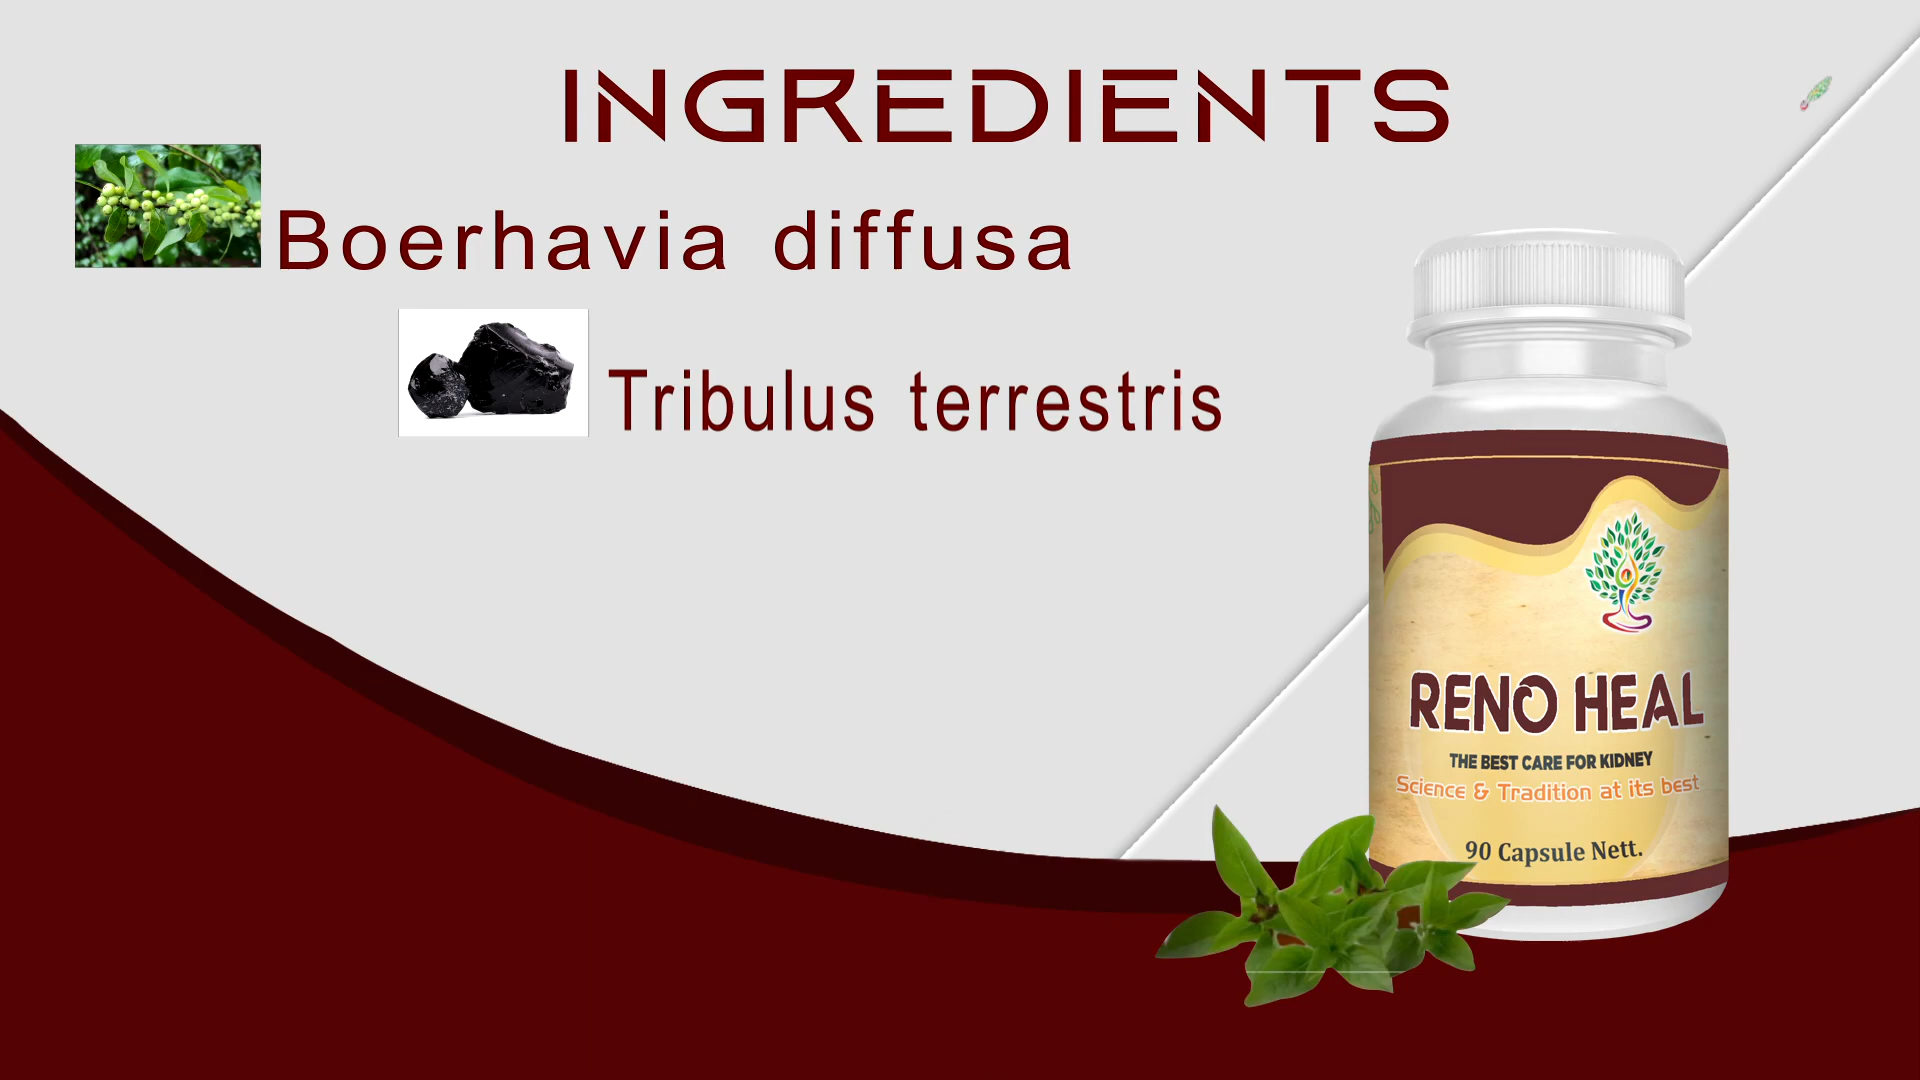 INGREDIENTS
Boerhavia diffusa
Tribulus terrestris
RENO HEAL
THE BEST CARE FOR KIDNEY
Science & Tradition at its best
90 Capsule Nett.